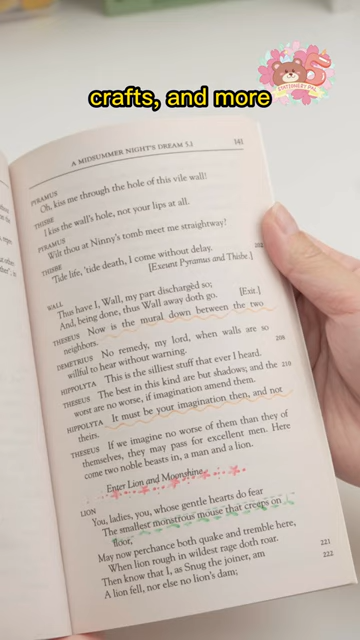 crafts, and more
STATIONERY PAL
A MIDSUMMER NIGHT'S DREAM 5.1
141
PYRAMUS
Oh, kiss me through the hole of this vile wall!
THISBE
I kiss the wall's hole, not your lips at all.
PYRAMUS
Wilt thou at Ninny's tomb meet me straightway?
THISBE
'Tide life, 'tide death, I come without delay.
[Exeunt Pyramus and Thisbe.]
WALL
Thus have I, Wall, my part dischargèd so;
And, being done, thus Wall away doth go. [Exit.]
THESEUS Now is the mural down between the two
neighbors.
DEMETRIUS No remedy, my lord, when walls are so
willful to hear without warning. 208
HIPPOLYTA This is the silliest stuff that ever I heard.
THESEUS The best in this kind are but shadows; and the 210
worst are no worse, if imagination amend them.
HIPPOLYTA It must be your imagination then, and not
theirs.
THESEUS If we imagine no worse of them than they of
themselves, they may pass for excellent men. Here
come two noble beasts in, a man and a lion.
Enter Lion and Moonshine.
LION
You, ladies, you, whose gentle hearts do fear
The smallest monstrous mouse that creeps on
floor,
May now perchance both quake and tremble here,
When lion rough in wildest rage doth roar. 221
Then know that I, as Snug the joiner, am 222
A lion fell, nor else no lion's dam;